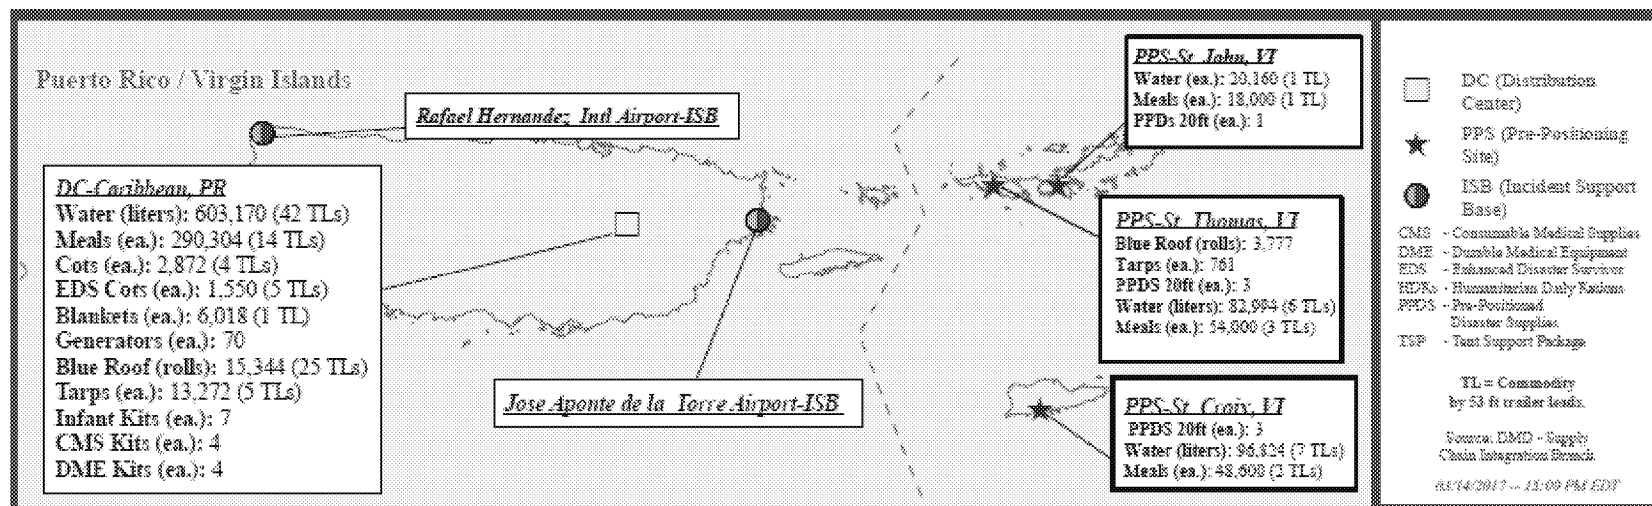 Puerto Rico / Virgin Islands
Rafael Hernandez Intl Airport-ISB
DC-Caribbean, PR
Water (liters): 603,170 (42 TLs)
Meals (ea.): 290,304 (14 TLs)
Cots (ea.): 2,872 (4 TLs)
EDS Cots (ea.): 1,550 (5 TLs)
Blankets (ea.): 6,018 (1 TL)
Generators (ea.): 70
Blue Roof (rolls): 15,344 (25 TLs)
Tarps (ea.): 13,272 (5 TLs)
Infant Kits (ea.): 7
CMS Kits (ea.): 4
DME Kits (ea.): 4
Jose Aponte de la Torre Airport-ISB
PPS-St. John, VI
Water (ea.): 20,160 (1 TL)
Meals (ea.): 18,000 (1 TL)
PPDs 20ft (ea.): 1
PPS-St. Thomas, VI
Blue Roof (rolls): 3,777
Tarps (ea.): 761
PPDS 20ft (ea.): 3
Water (liters): 82,994 (6 TLs)
Meals (ea.): 54,000 (3 TLs)
PPS-St. Croix, VI
PPDS 20ft (ea.): 3
Water (liters): 96,824 (7 TLs)
Meals (ea.): 48,608 (2 TLs)
DC (Distribution
Center)
PPS (Pre-Positioning
Site)
ISB (Incident Support
Base)
CMS - Consumable Medical Supplies
DME - Durable Medical Equipment
EDS - Enhanced Disaster Survivor
HDRs - Humanitarian Daily Rations
PPDS - Pre-Positioned
Disaster Supplies
TSP - Tent Support Package
TL = Commodity
by 53 ft trailer loads.
Source: DMD - Supply
Chain Integration Branch
PM EDT